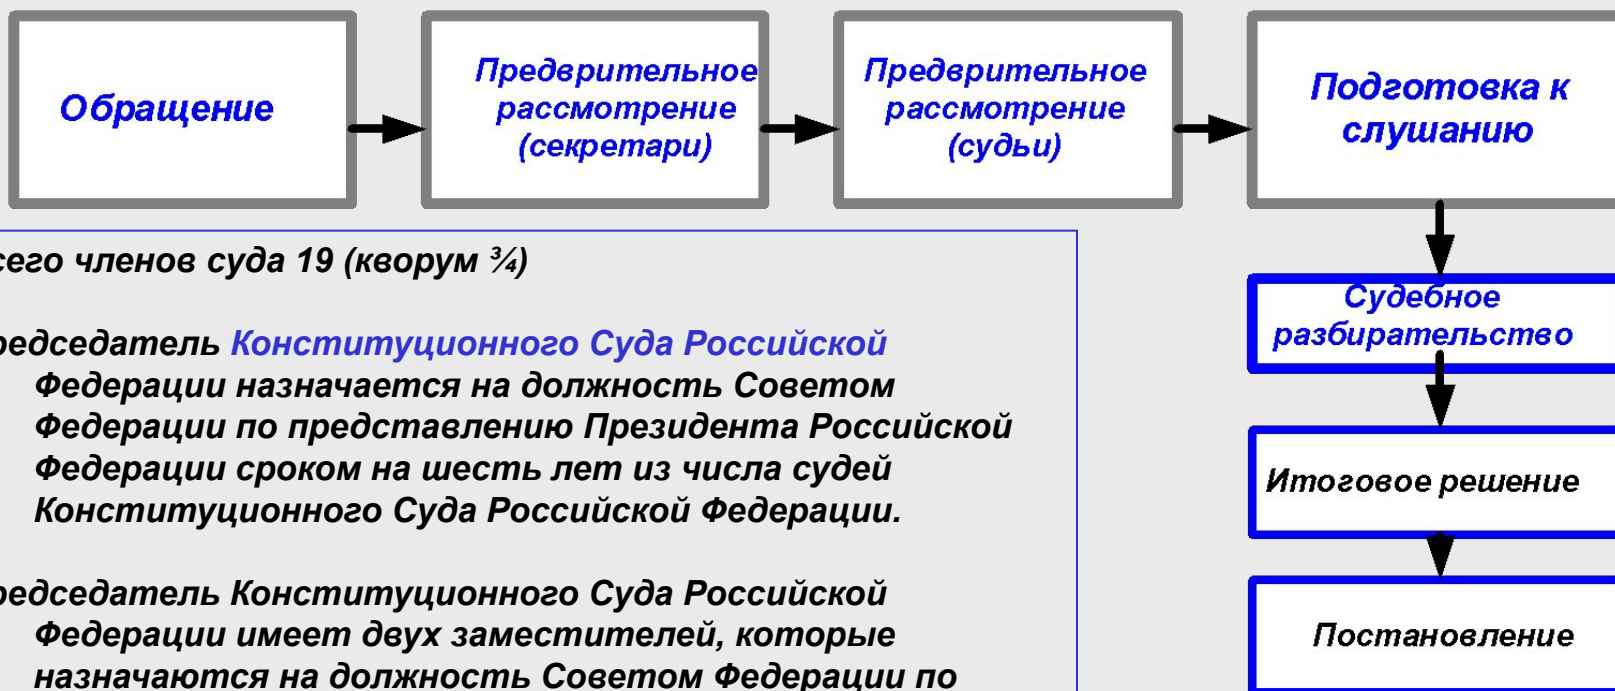 Обращение
Предврительное
рассмотрение
(секретари)
Предврительное
рассмотрение
(судьи)
Подготовка к
слушанию
Судебное
разбирательство
Итоговое решение
Постановление
сего членов суда 19 (кворум ¾)
редседатель Конституционного Суда Российской
Федерации назначается на должность Советом
Федерации по представлению Президента Российской
Федерации сроком на шесть лет из числа судей
Конституционного Суда Российской Федерации.
редседатель Конституционного Суда Российской
Федерации имеет двух заместителей, которые
назначаются на должность Советом Федерации по